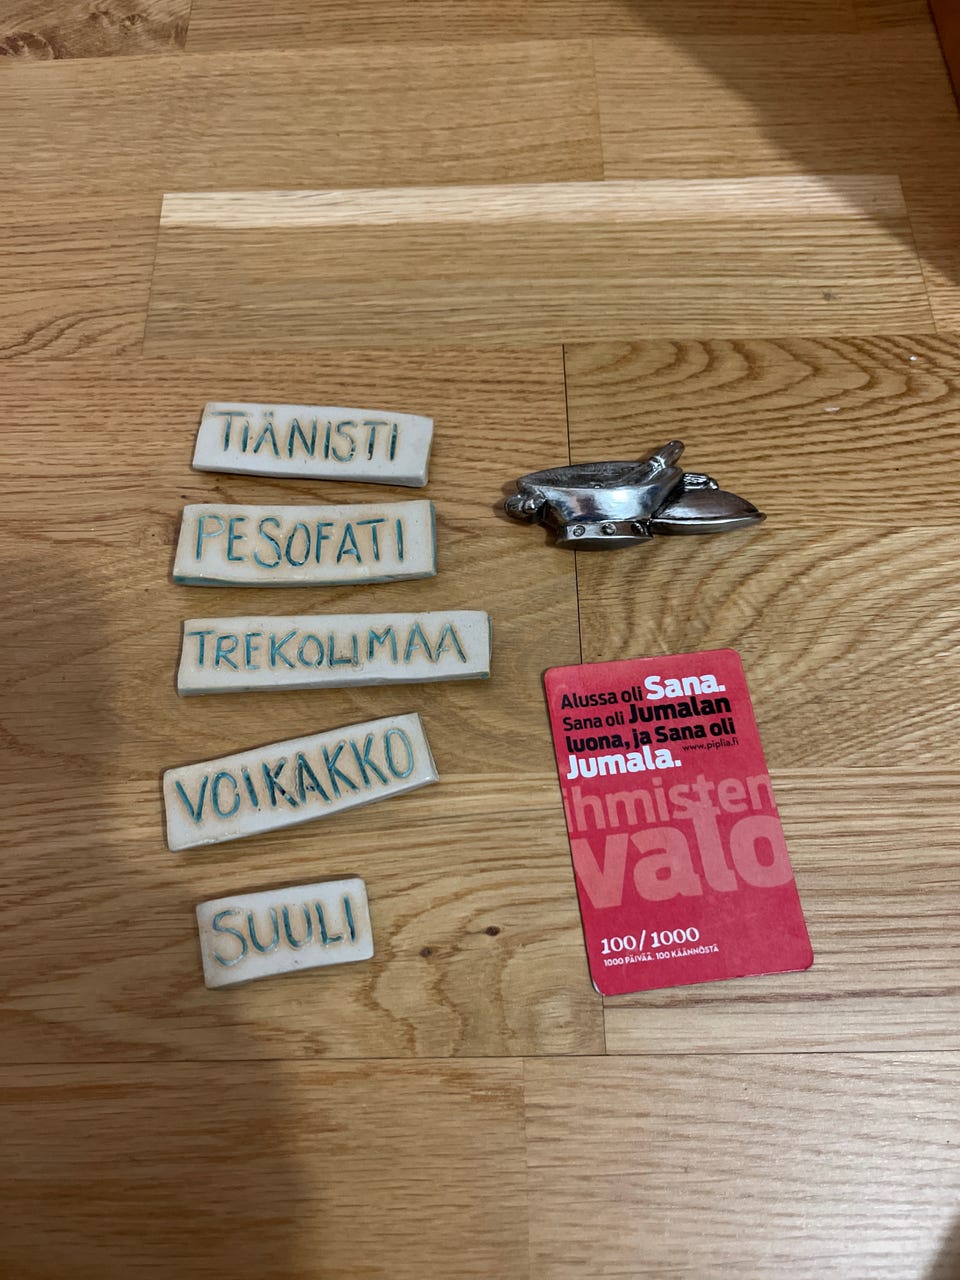 TIÄNISTI
PESOFATI
TREKOLIMAA
VOIKAKKO
SUULI
Alussa oli Sana.
Sana oli Jumalan
luona, ja Sana oli
Jumala. www.piplia.fi
ihmisten
valo
100/1000
1000 PÄIVÄÄ. 100 KÄÄNNÖSTÄ